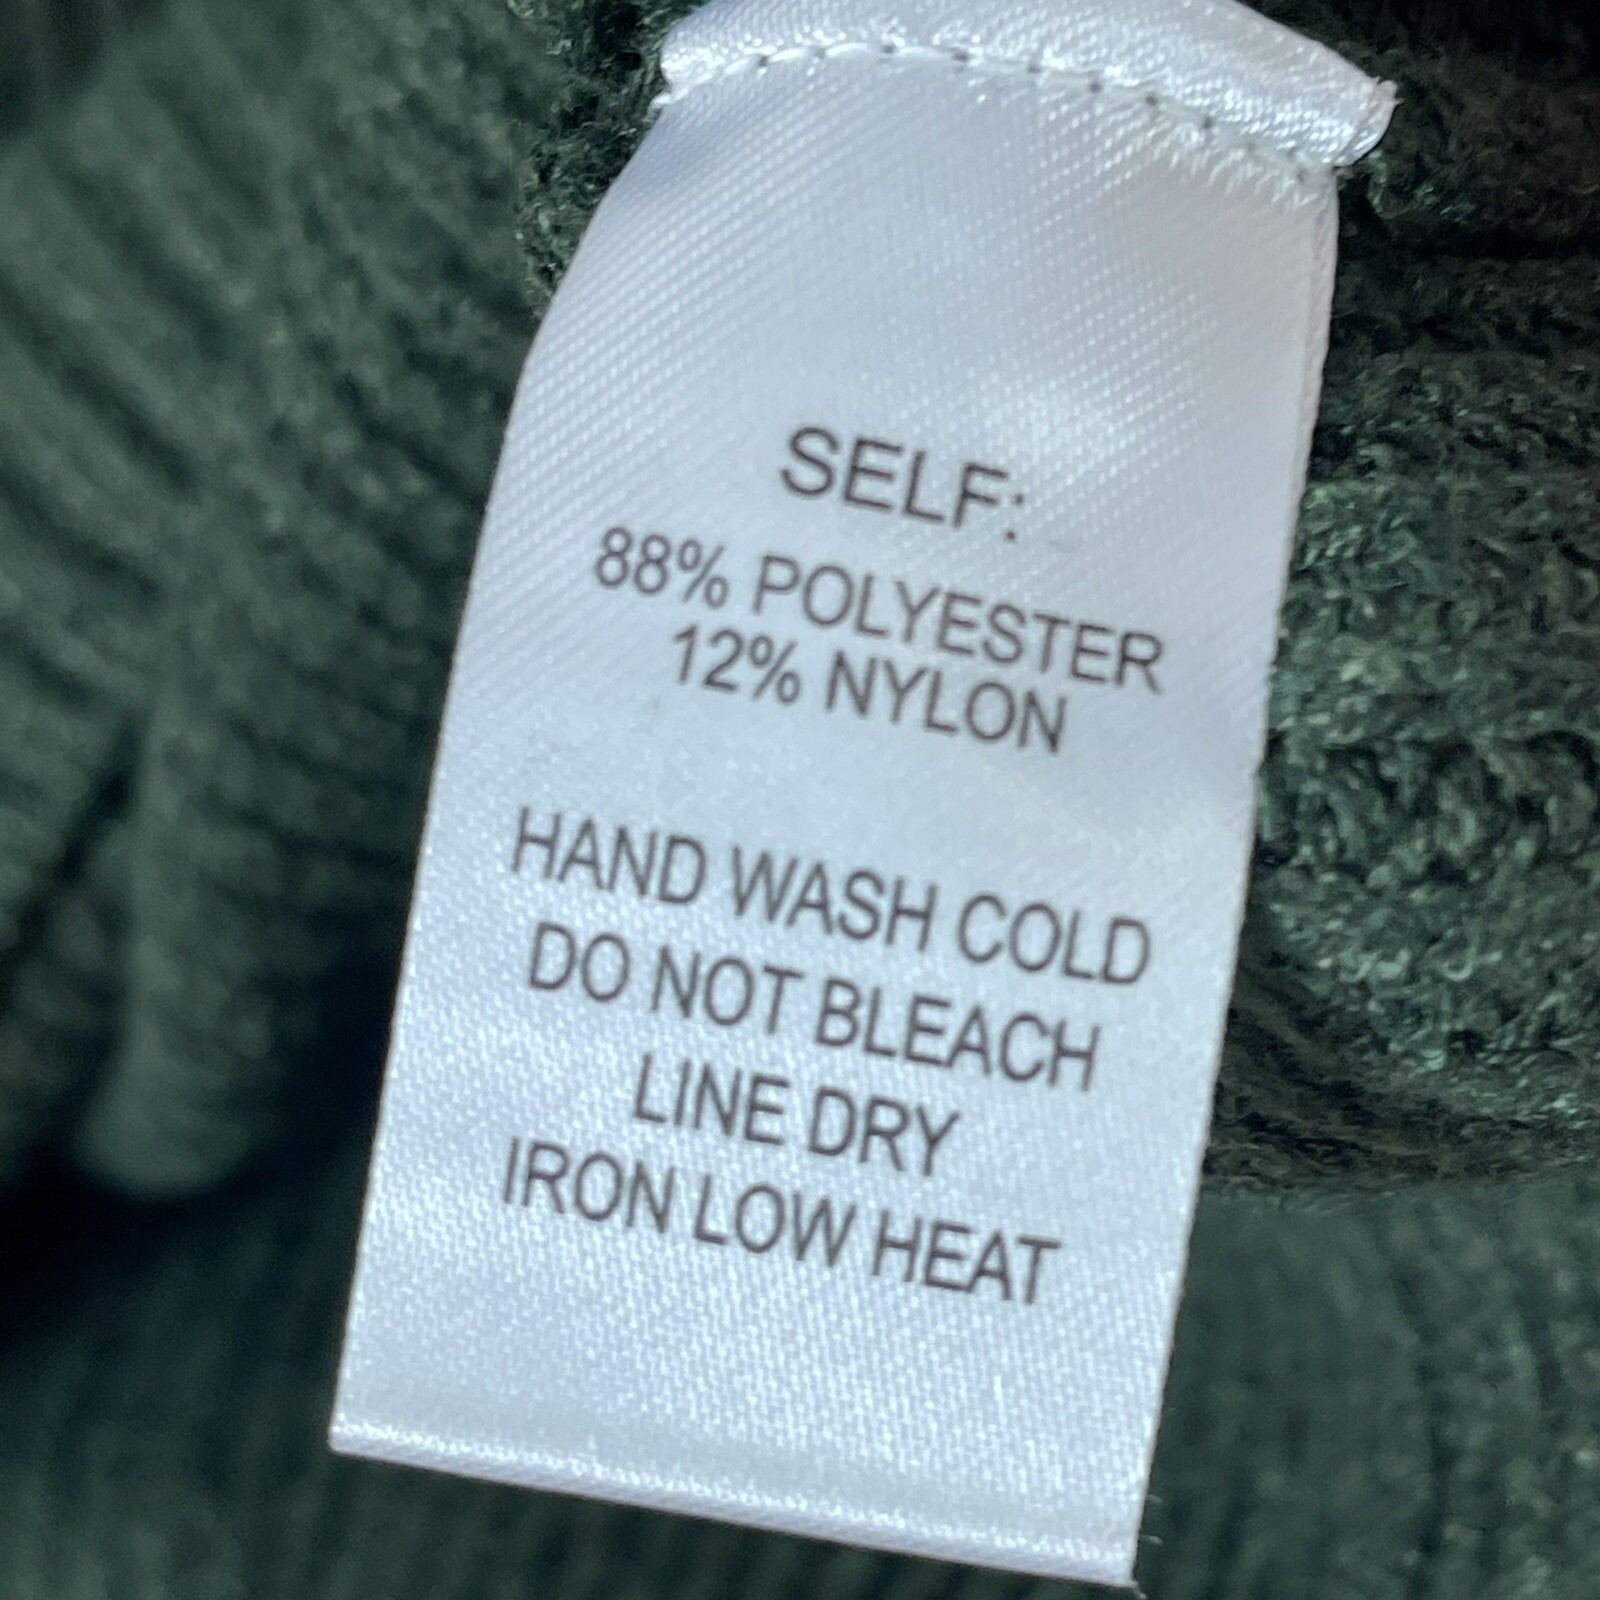 SELF:
88% POLYESTER
12% NYLON
HAND WASH COLD
DO NOT BLEACH
LINE DRY
IRON LOW HEAT